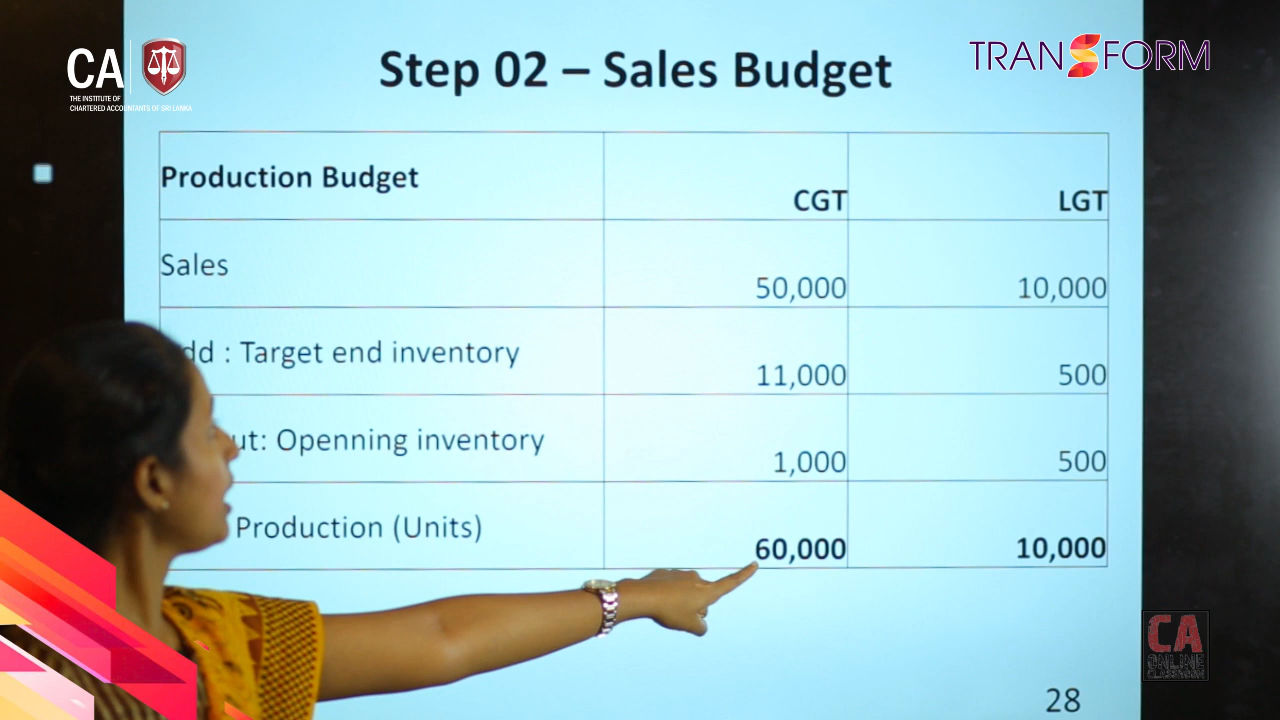 CA
THE INSTITUTE OF
CHARTERED ACCOUNTANTS OF SRI LANKA
TRANSFORM
Step 02 – Sales Budget
Production Budget CGT LGT
Sales 50,000 10,000
dd : Target end inventory 11,000 500
ut: Openning inventory 1,000 500
Production (Units) 60,000 10,000
CA
ONLINE
CLASSROOM
28